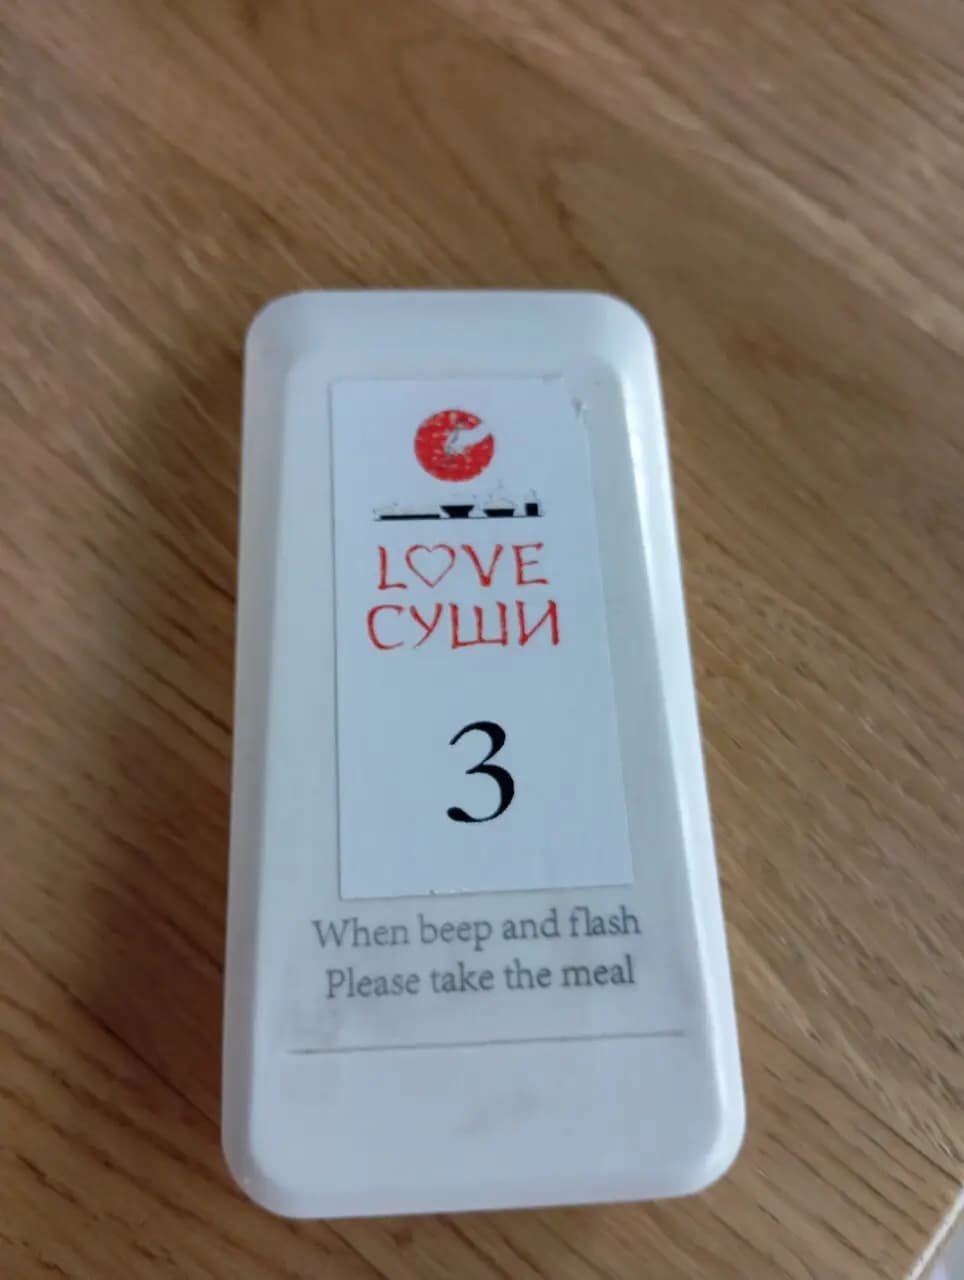 LOVE
СУШИ
3
When beep and flash
Please take the meal